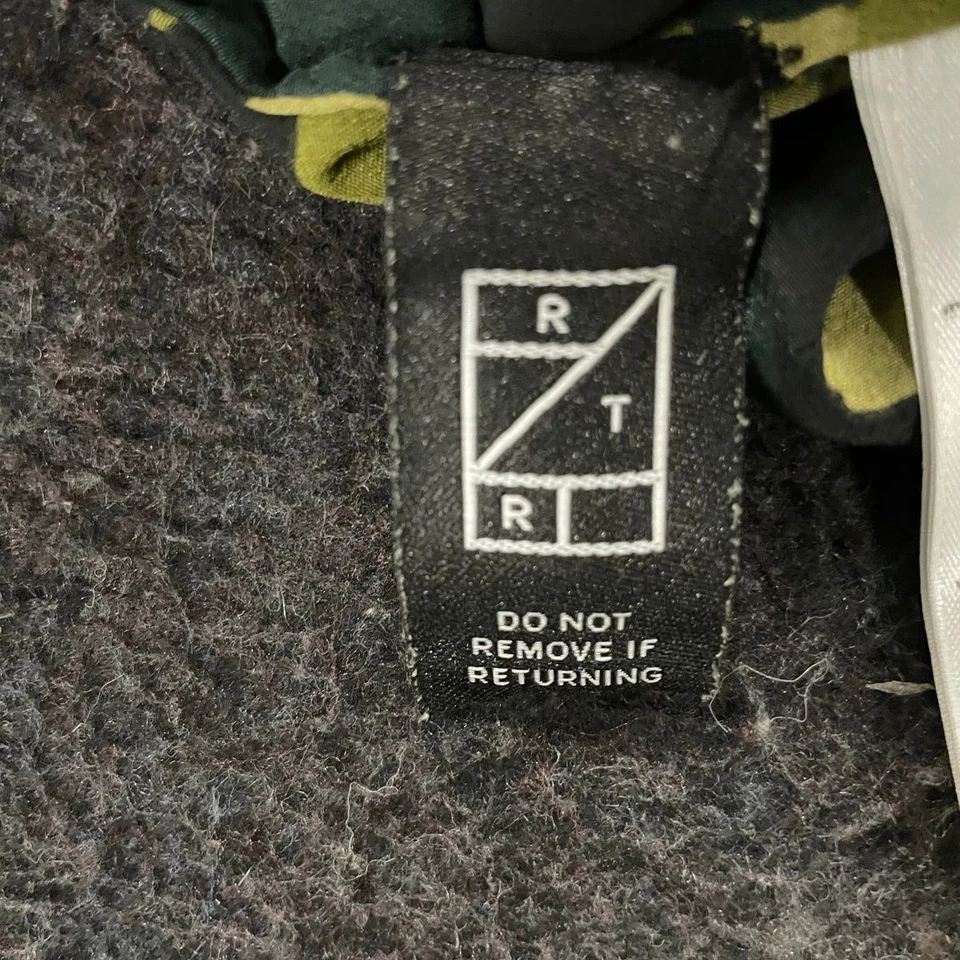 R
T
R
DO NOT
REMOVE IF
RETURNING